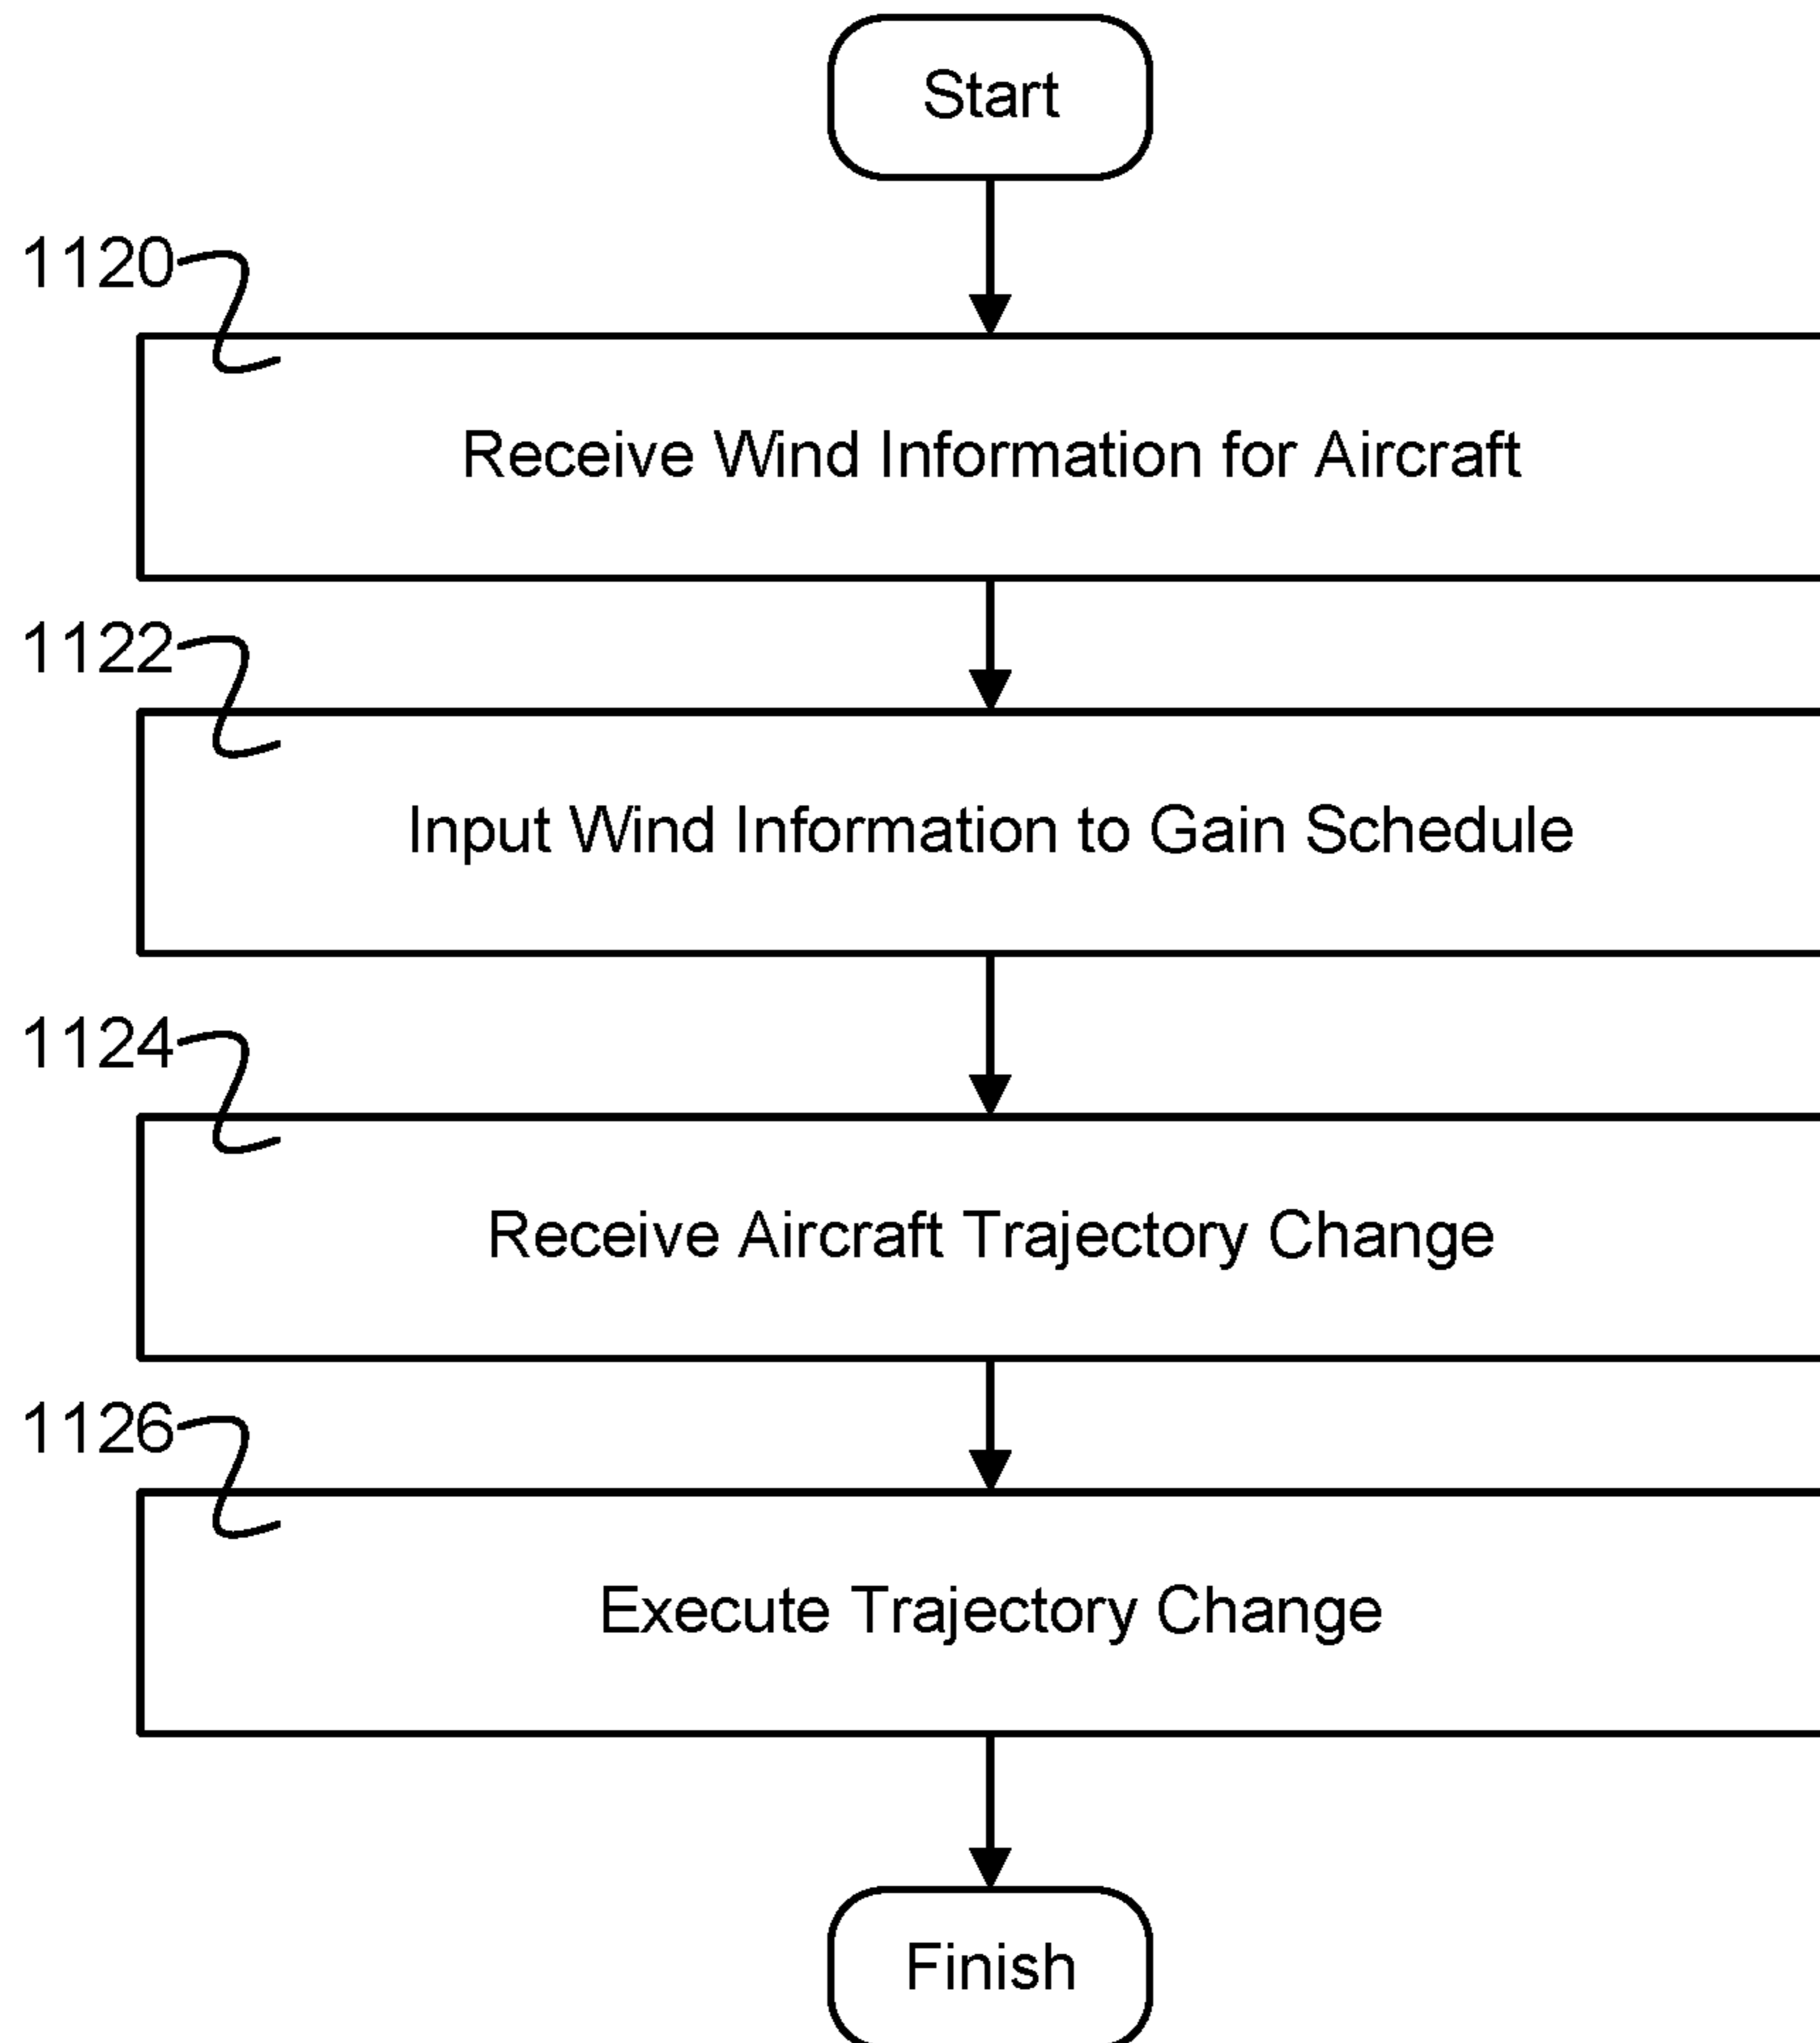 Start
1120
Receive Wind Information for Aircraft
1122
Input Wind Information to Gain Schedule
1124
Receive Aircraft Trajectory Change
1126
Execute Trajectory Change
Finish